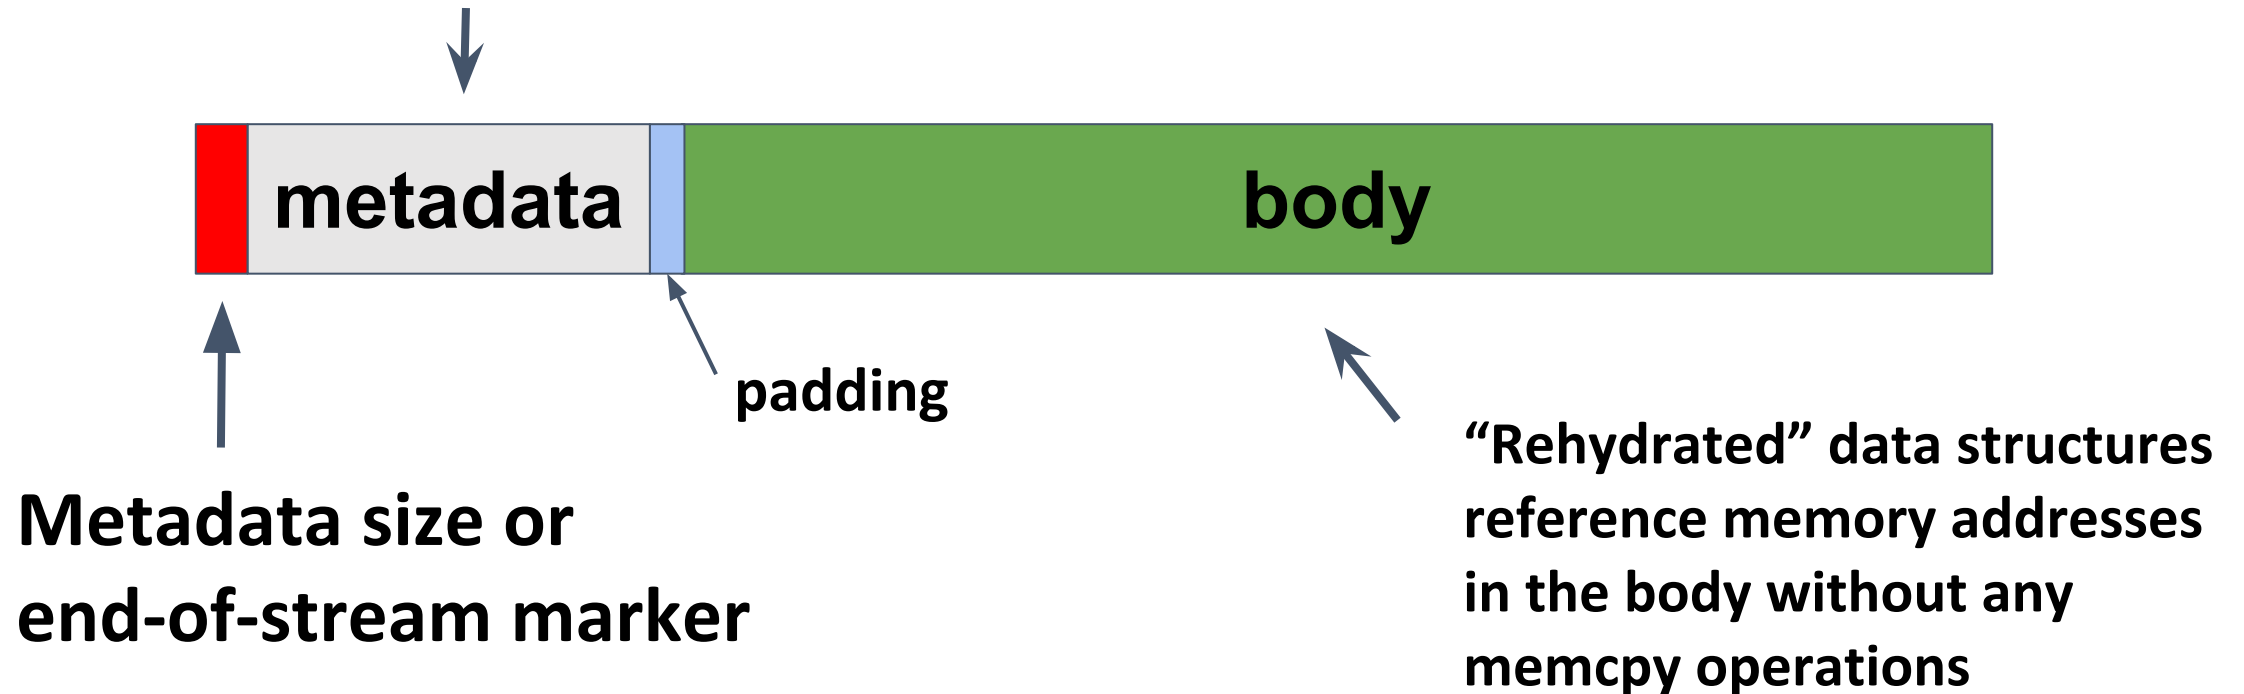 metadata
body
padding
Metadata size or
end-of-stream marker
“Rehydrated” data structures
reference memory addresses
in the body without any
memcpy operations